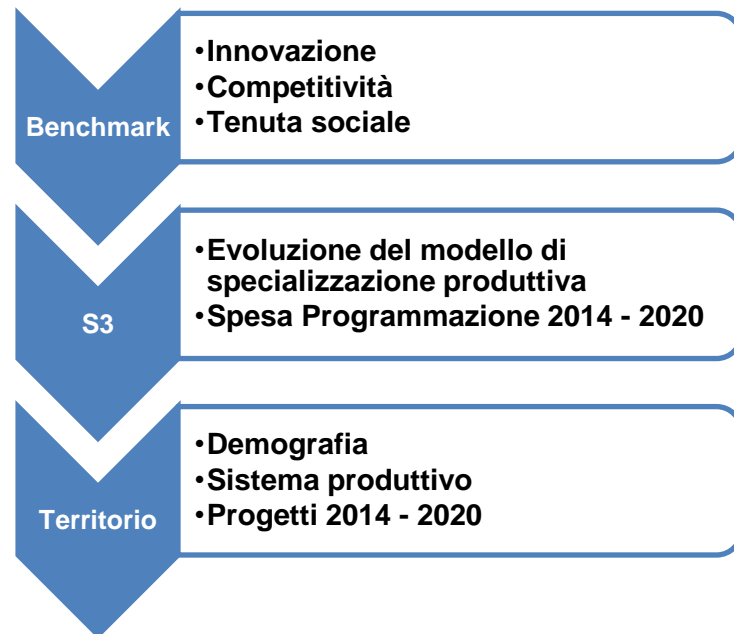 Benchmark
•Innovazione
•Competitività
•Tenuta sociale
S3
•Evoluzione del modello di
specializzazione produttiva
•Spesa Programmazione 2014 - 2020
Territorio
•Demografia
•Sistema produttivo
•Progetti 2014 - 2020